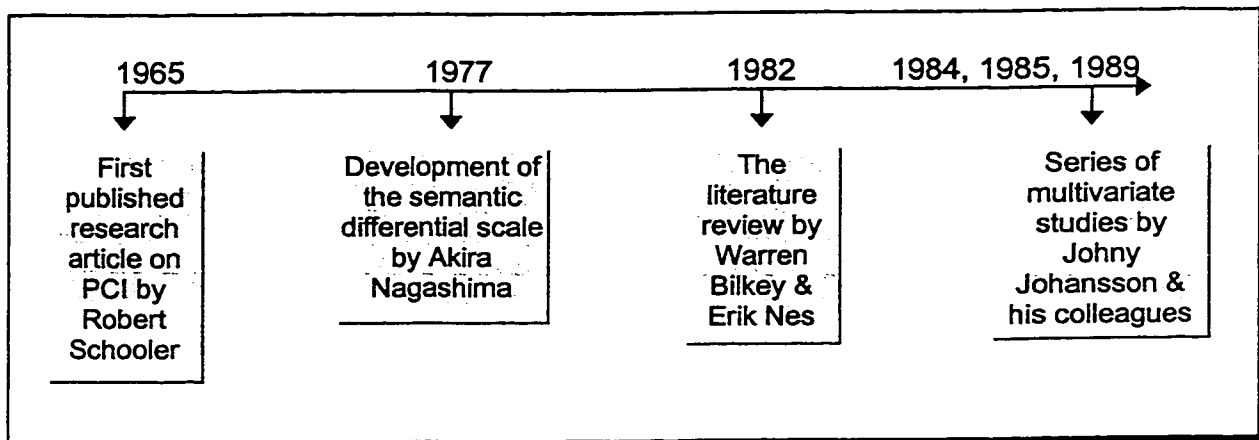 1965
1977
1982
1984, 1985, 1989
First
published
research
article on
PCI by
Robert
Schooler
Development of
the semantic
differential scale
by Akira
Nagashima
The
literature
review by
Warren
Bilkey &
Erik Nes
Series of
multivariate
studies by
Johny
Johansson &
his colleagues